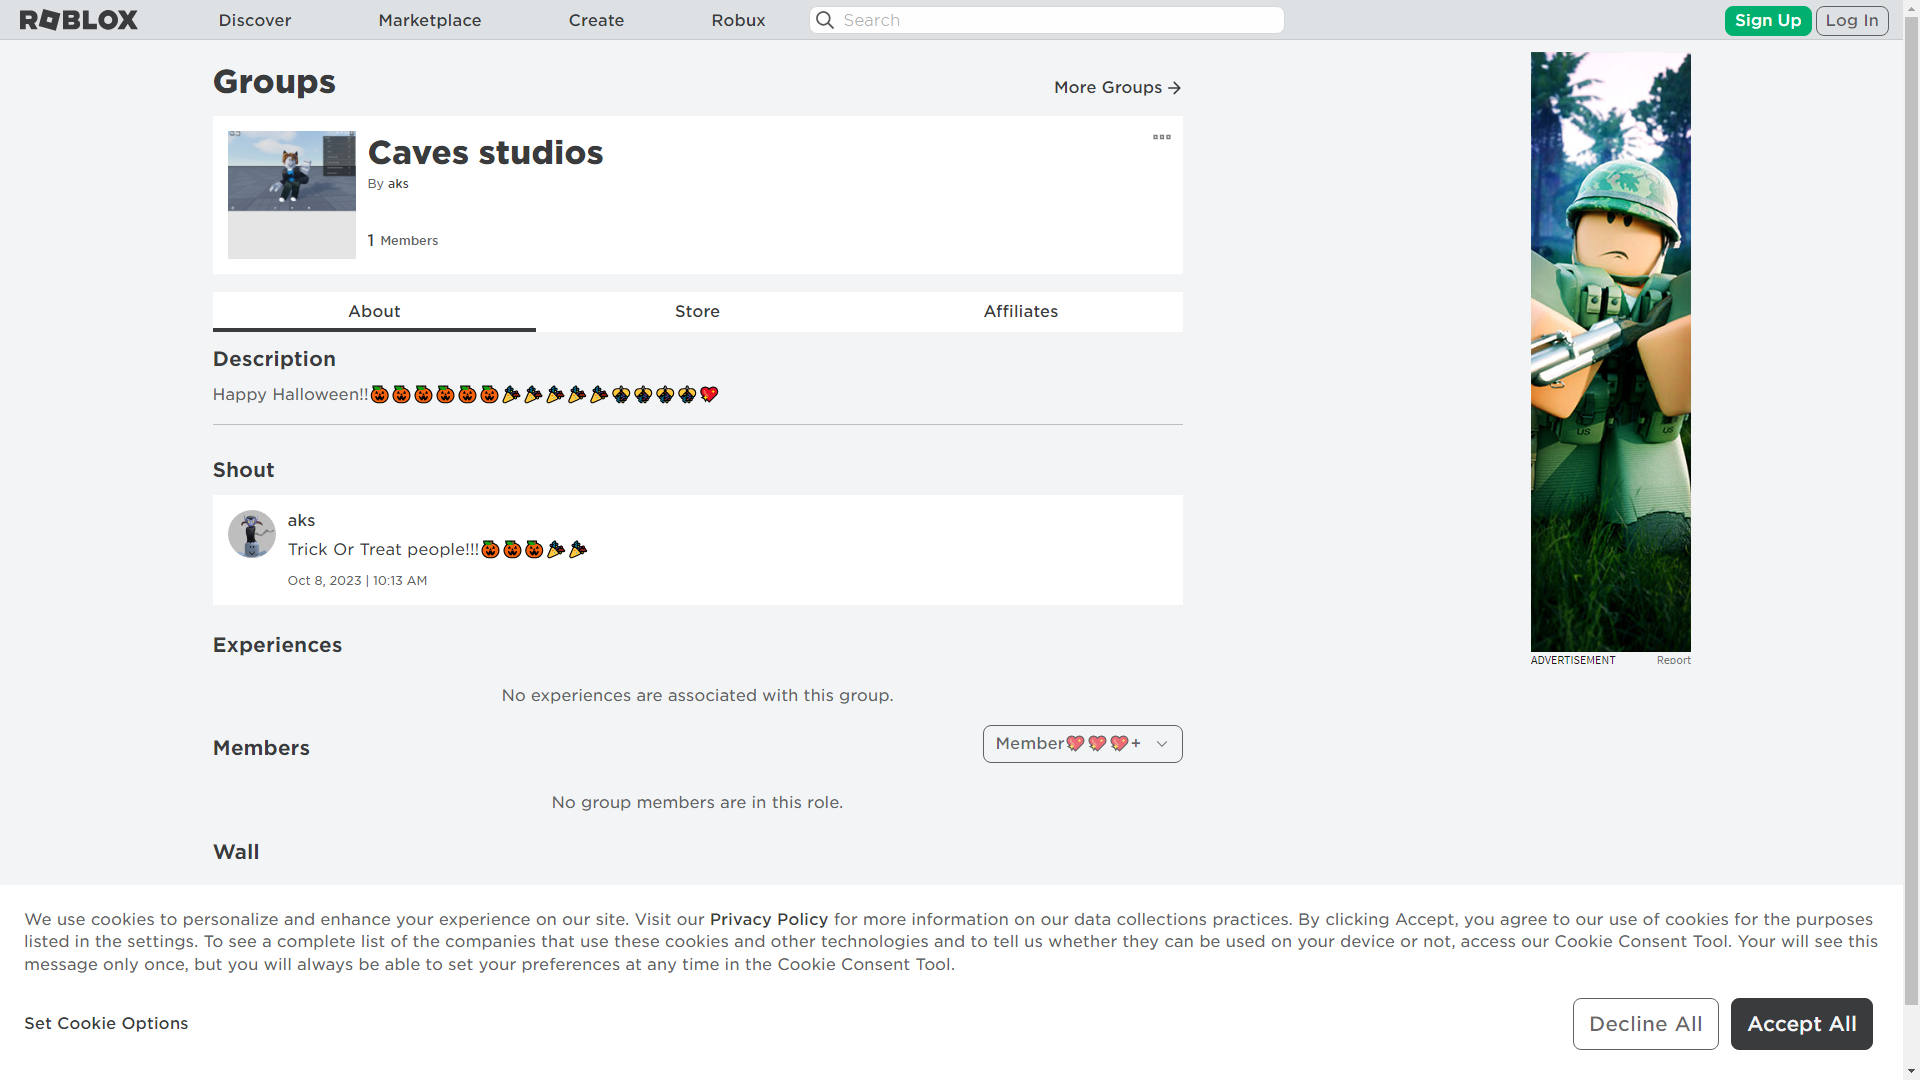 ROBLOX Discover Marketplace Create Robux Search Sign Up Log In
Groups
More Groups
Caves studios
By aks
1 Members
About Store Affiliates
Description
Happy Halloween!!🎃🎃🎃🎃🎃🎃🎉🎉🎉🎉🎉
Shout
aks
Trick Or Treat people!!!🎃🎃🎃🎉🎉
Oct 8, 2023 | 10:13 AM
Experiences
No experiences are associated with this group.
Members
Member💖💖💖+
No group members are in this role.
Wall
US US
ADVERTISEMENT Report
We use cookies to personalize and enhance your experience on our site. Visit our Privacy Policy for more information on our data collections practices. By clicking Accept, you agree to our use of cookies for the purposes
listed in the settings. To see a complete list of the companies that use these cookies and other technologies and to tell us whether they can be used on your device or not, access our Cookie Consent Tool. Your will see this
message only once, but you will always be able to set your preferences at any time in the Cookie Consent Tool.
Set Cookie Options
Decline All
Accept All